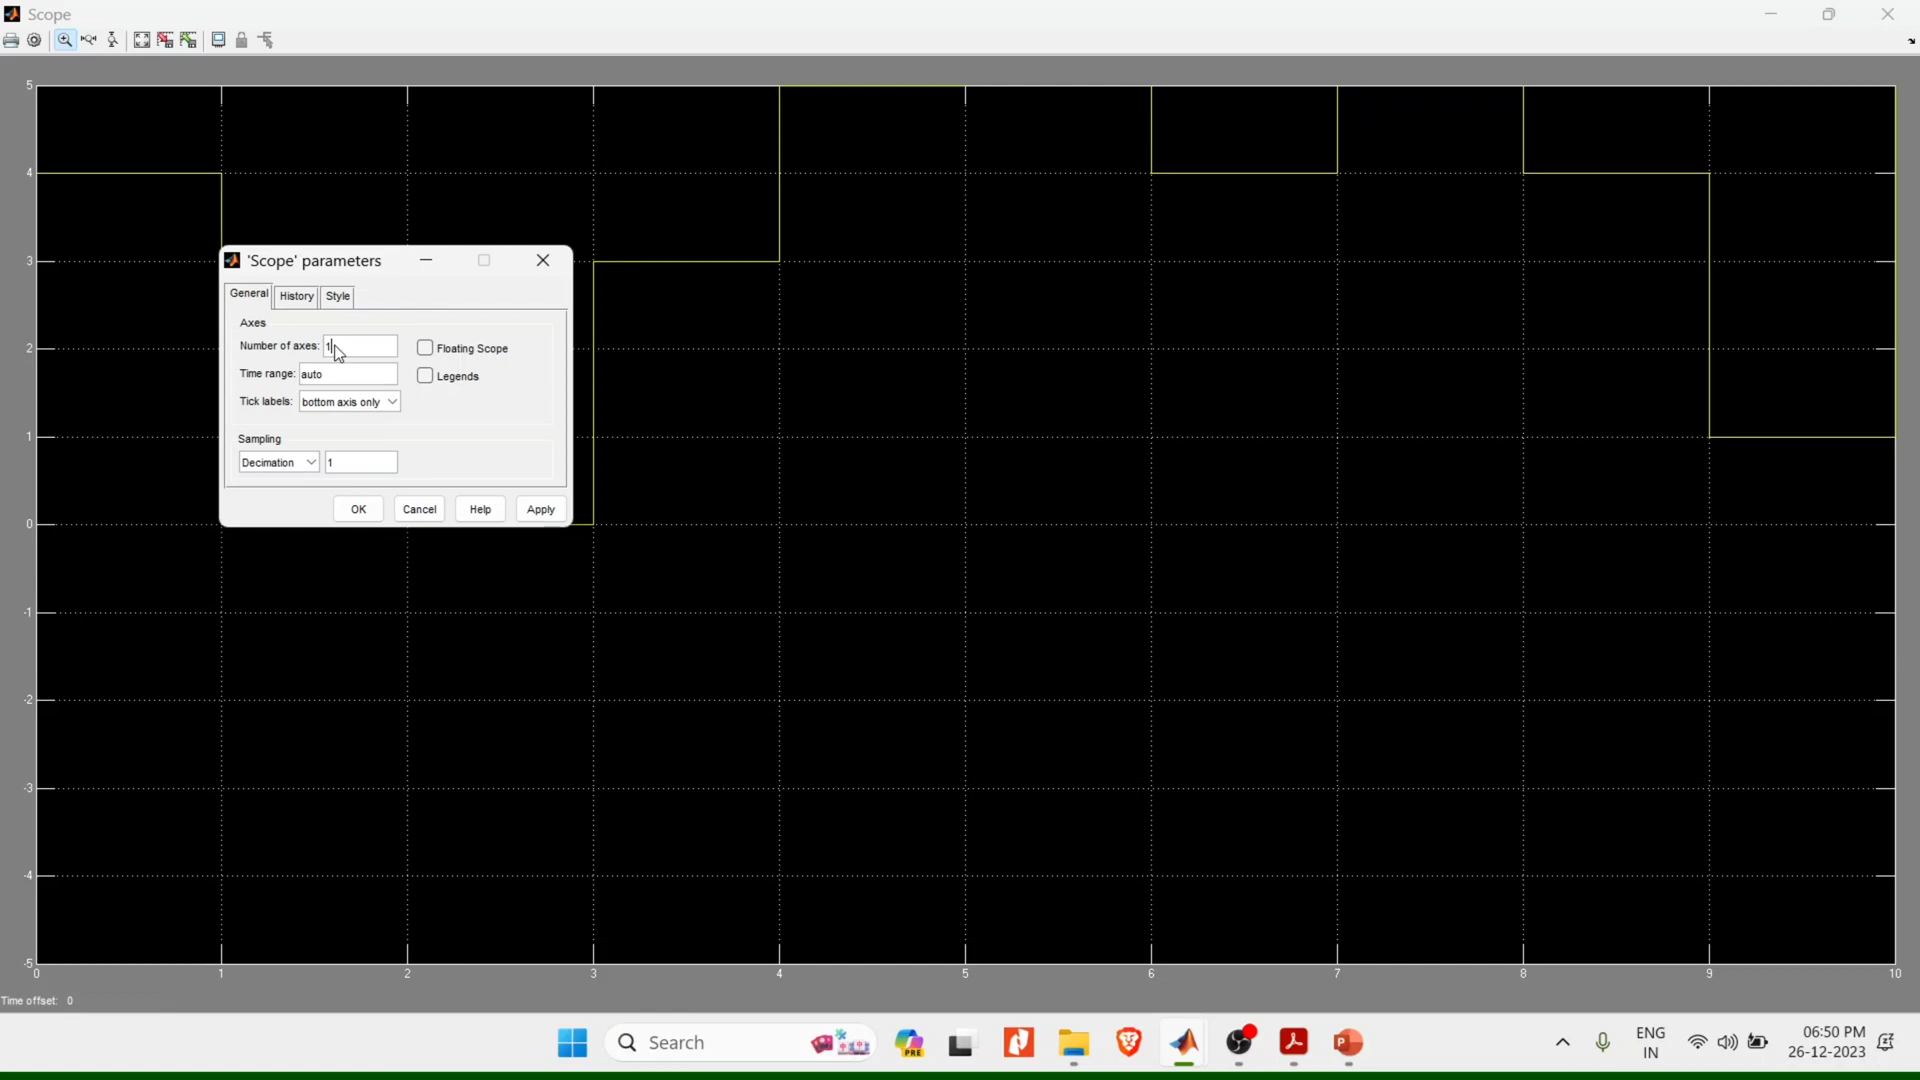 Scope
5
4
3
2
1
0
-1
-2
-3
-4
-5
'Scope' parameters
General History Style
Axes
Number of axes: 1
Floating Scope
Time range: auto
Legends
Tick labels: bottom axis only
Sampling
Decimation 1
OK Cancel Help Apply
0 1 2 3 4 5 6 7 8 9 10
Time offset: 0
Search
PRE
ENG
IN
06:50 PM
26-12-2023